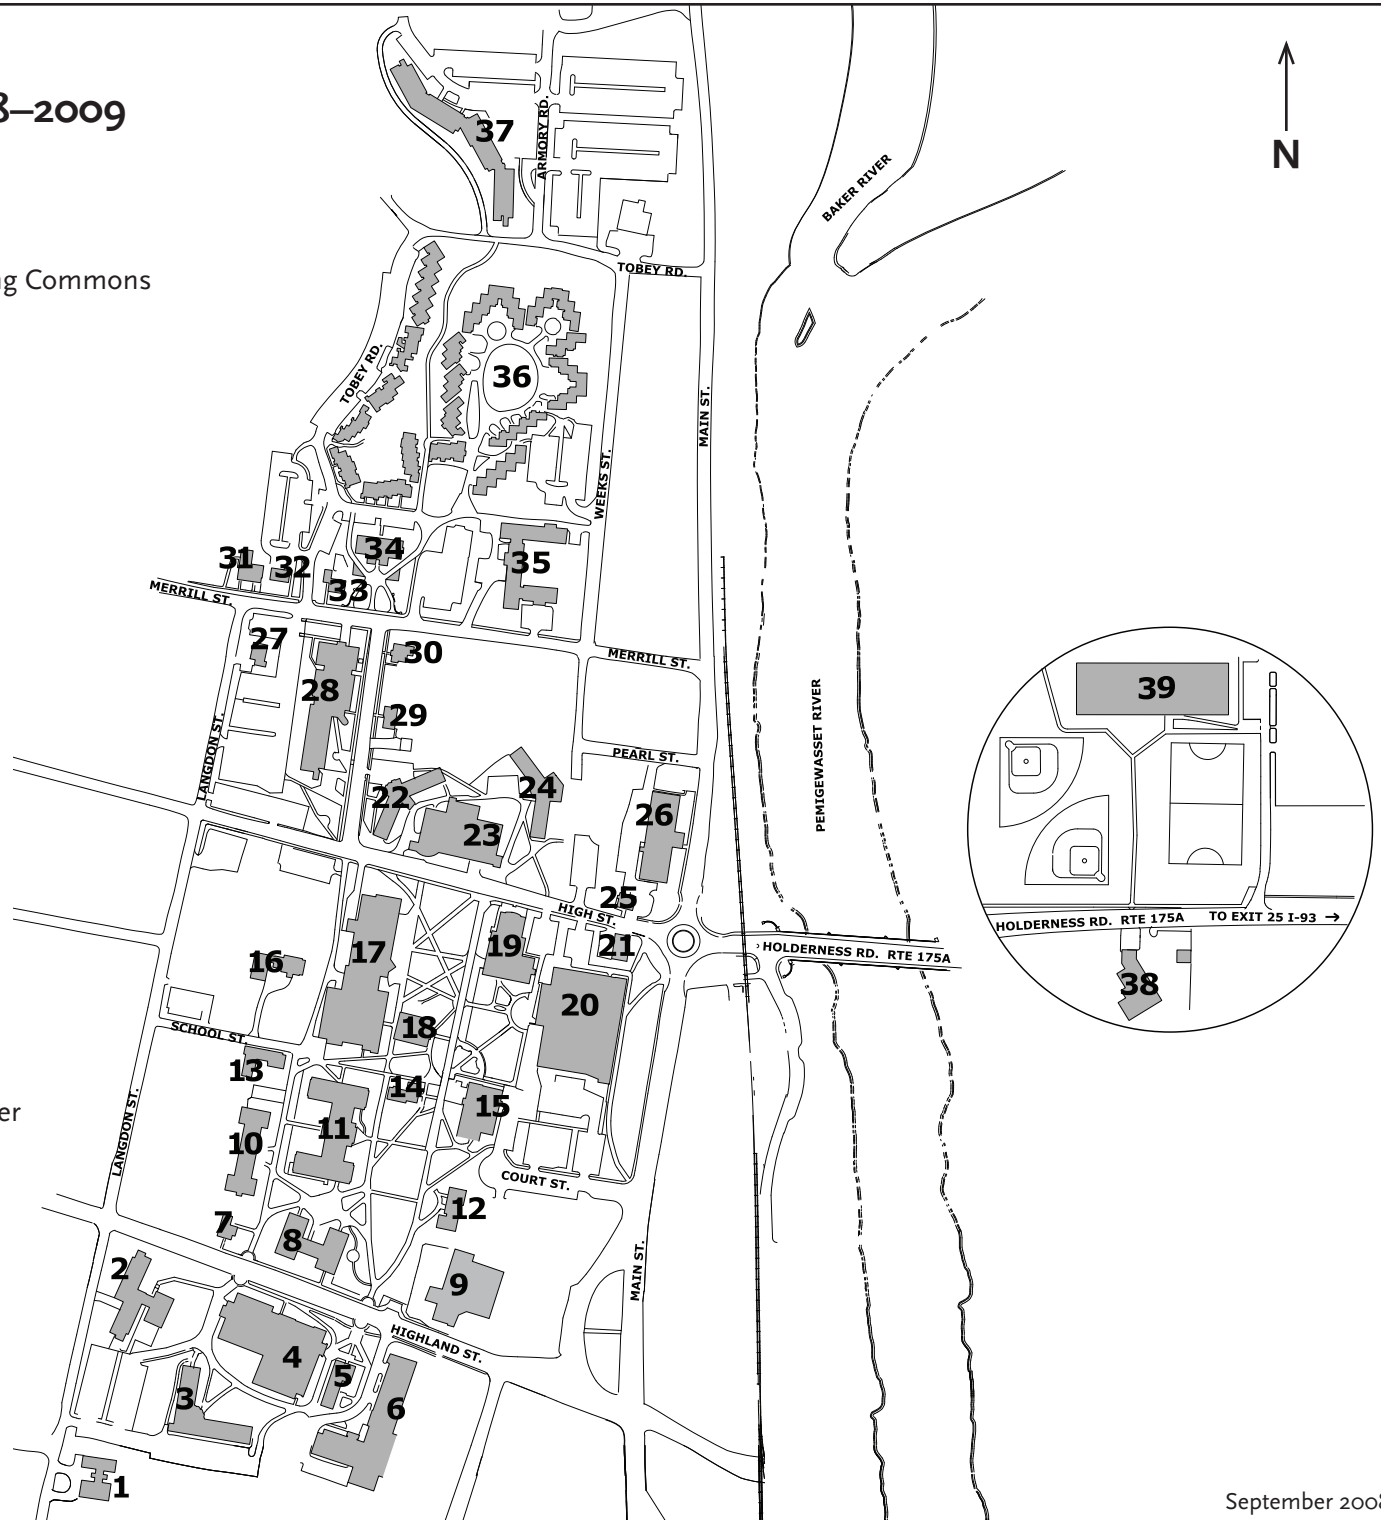 8–2009
N
37
ARMORY RD.
BAKER RIVER
TOBEY RD.
ng Commons
TOBEY RD.
36
MAIN ST.
WEEKS ST.
31
32
33
34
35
MERRILL ST.
27
30
MERRILL ST.
28
29
39
LANGDON ST.
PEARL ST.
PEMIGEWASSET RIVER
22
24
23
26
25
HIGH ST.
HOLDERNESS RD. RTE 175A
TO EXIT 25 I-93 →
16
17
19
21
HOLDERNESS RD. RTE 175A
38
20
SCHOOL ST.
18
13
14
15
er
LANGDON ST.
10
11
COURT ST.
7
8
12
2
9
MAIN ST.
HIGHLAND ST.
4
5
3
6
1
September 2008